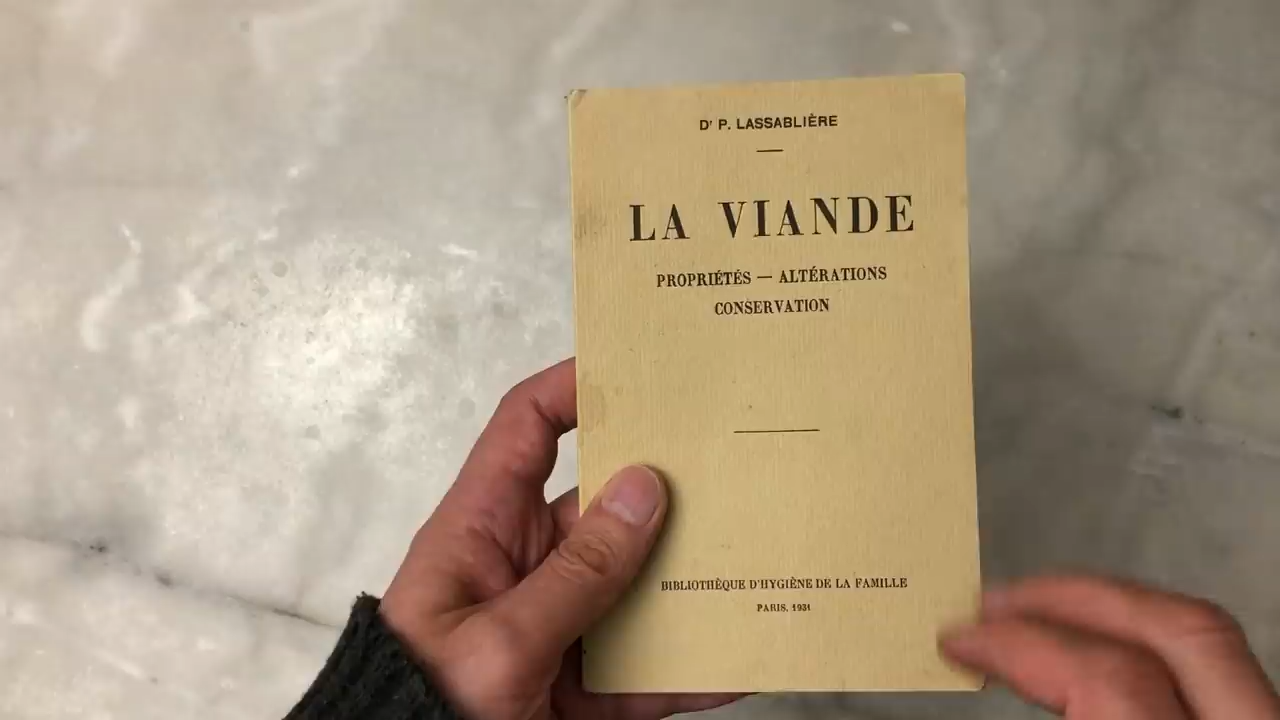 Dʳ P. LASSABLIÈRE
LA VIANDE
PROPRIÉTÉS — ALTÉRATIONS
CONSERVATION
BIBLIOTHÈQUE D'HYGIÈNE DE LA FAMILLE
PARIS, 1931